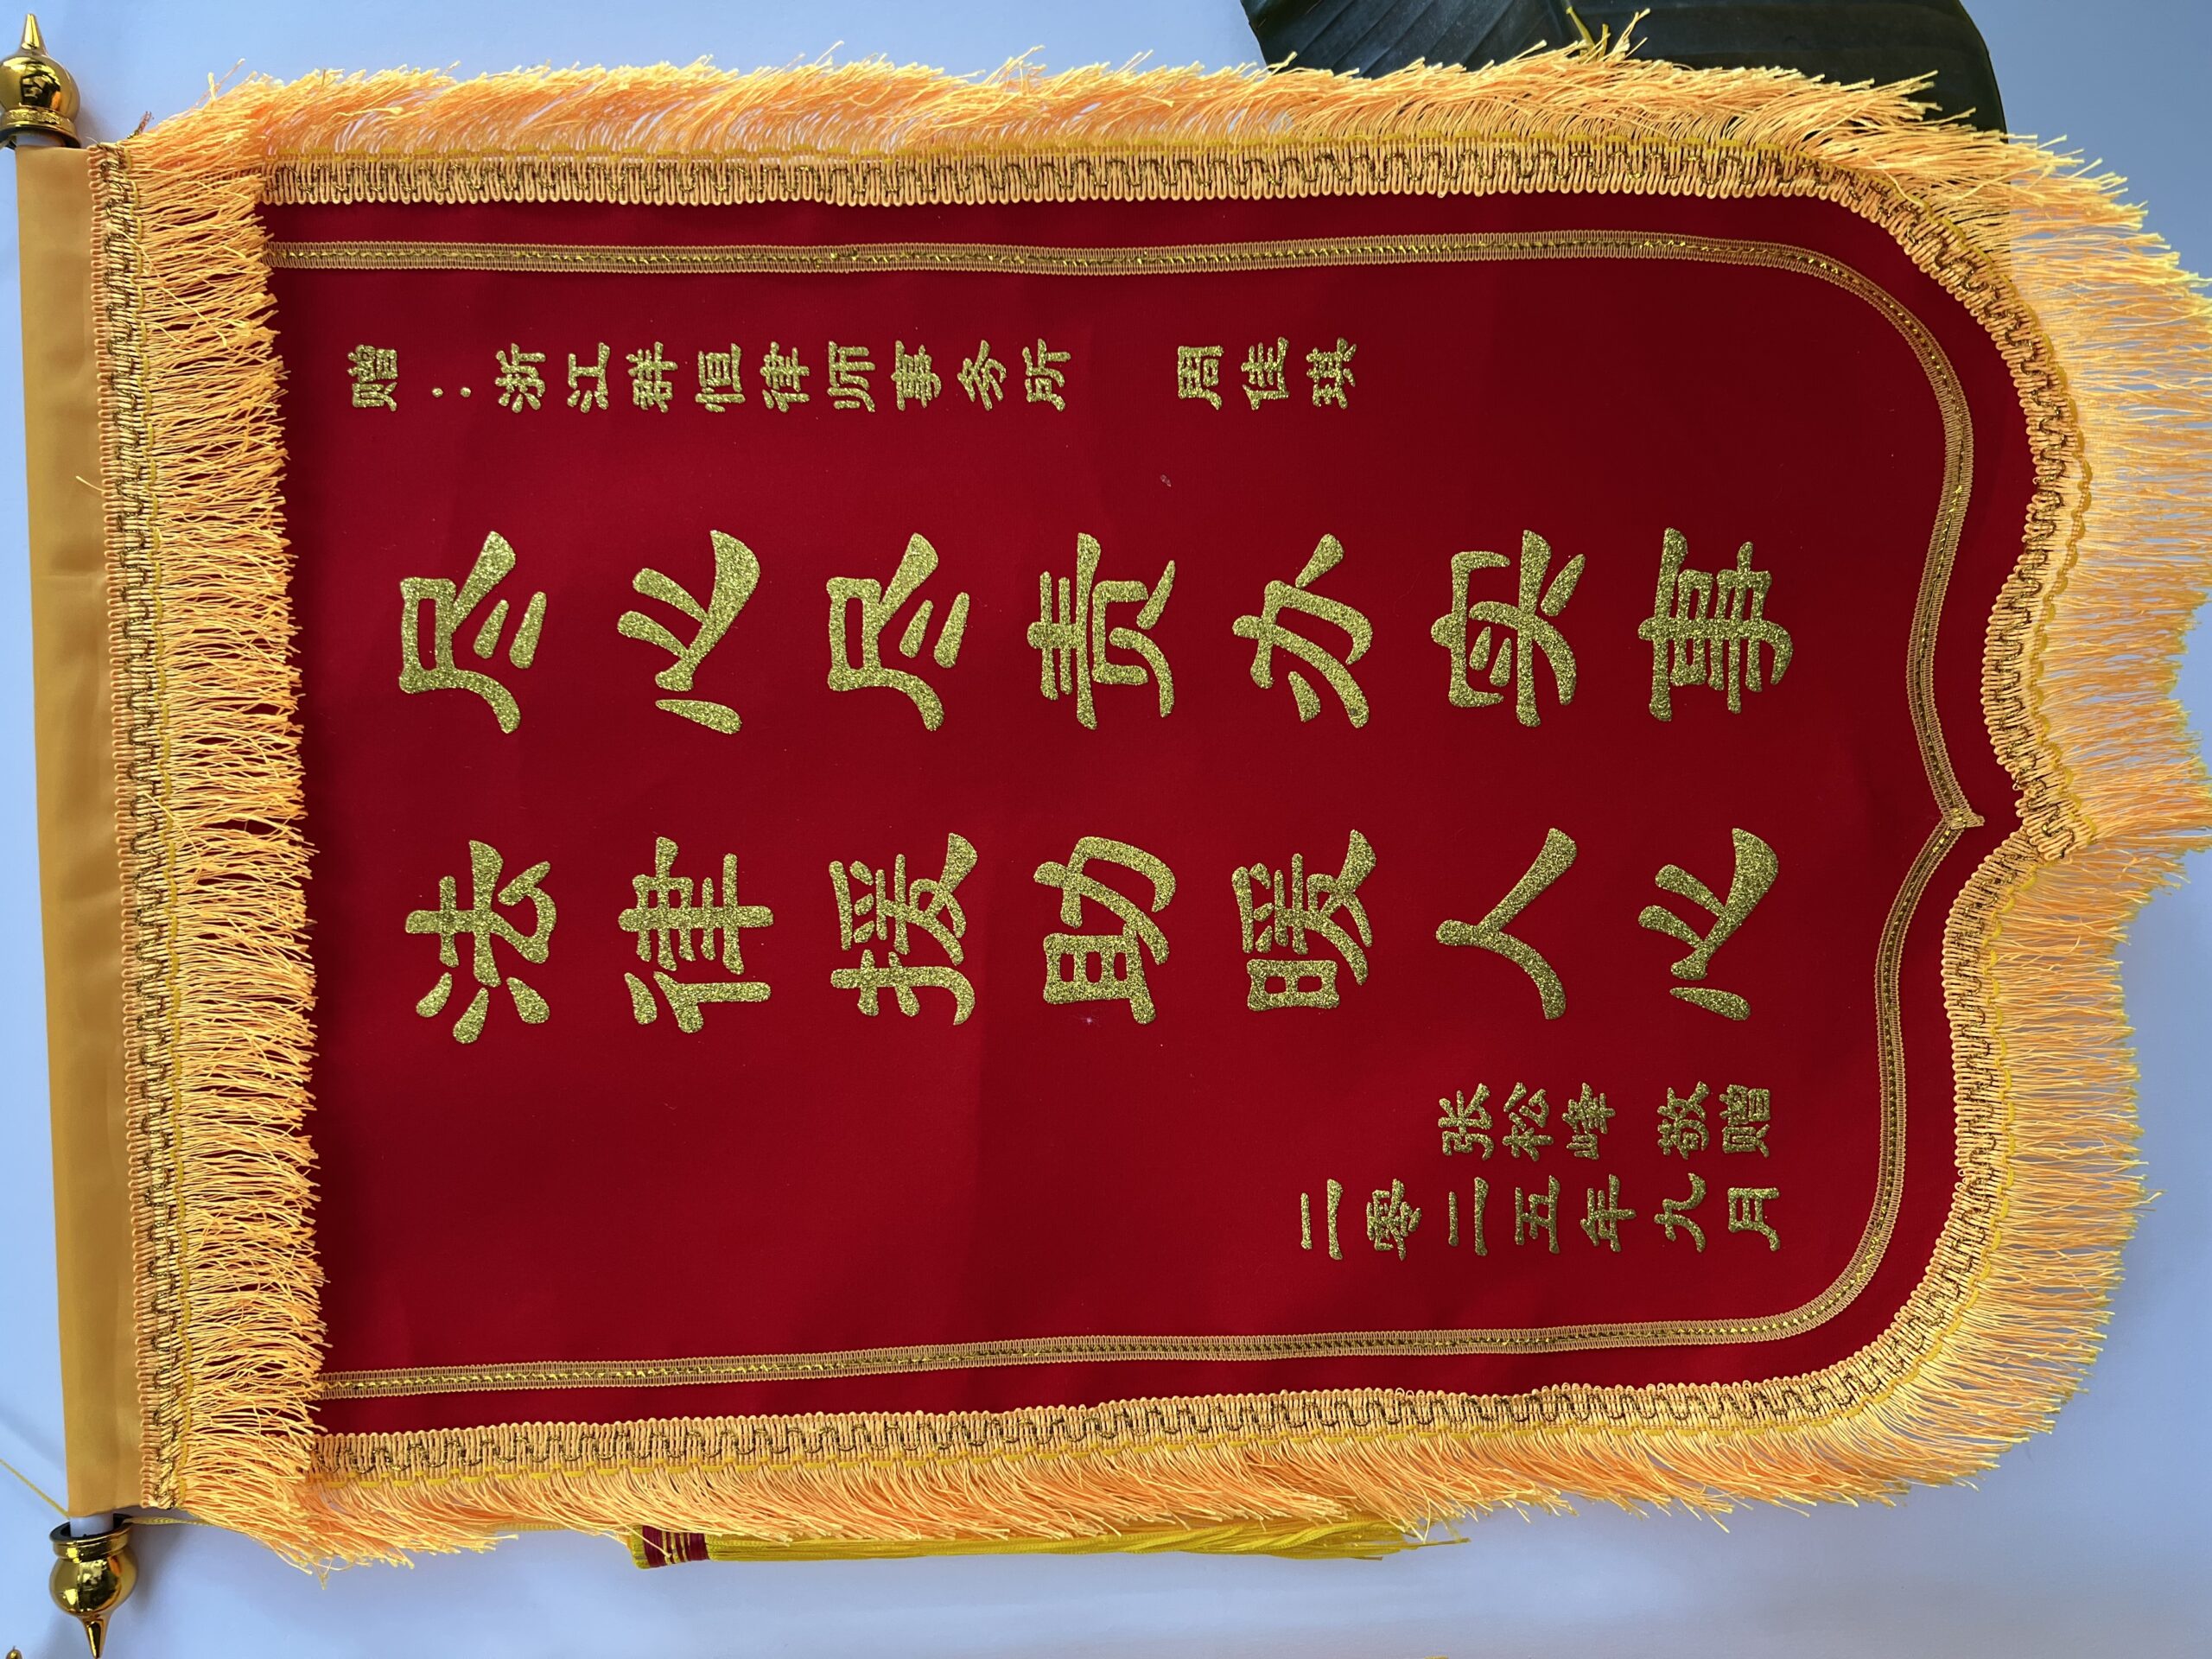 赠：浙江群恒律师事务所 周佳琪
尽心尽责办实事
法律援助暖人心
张松峰 敬赠
二零二五年九月